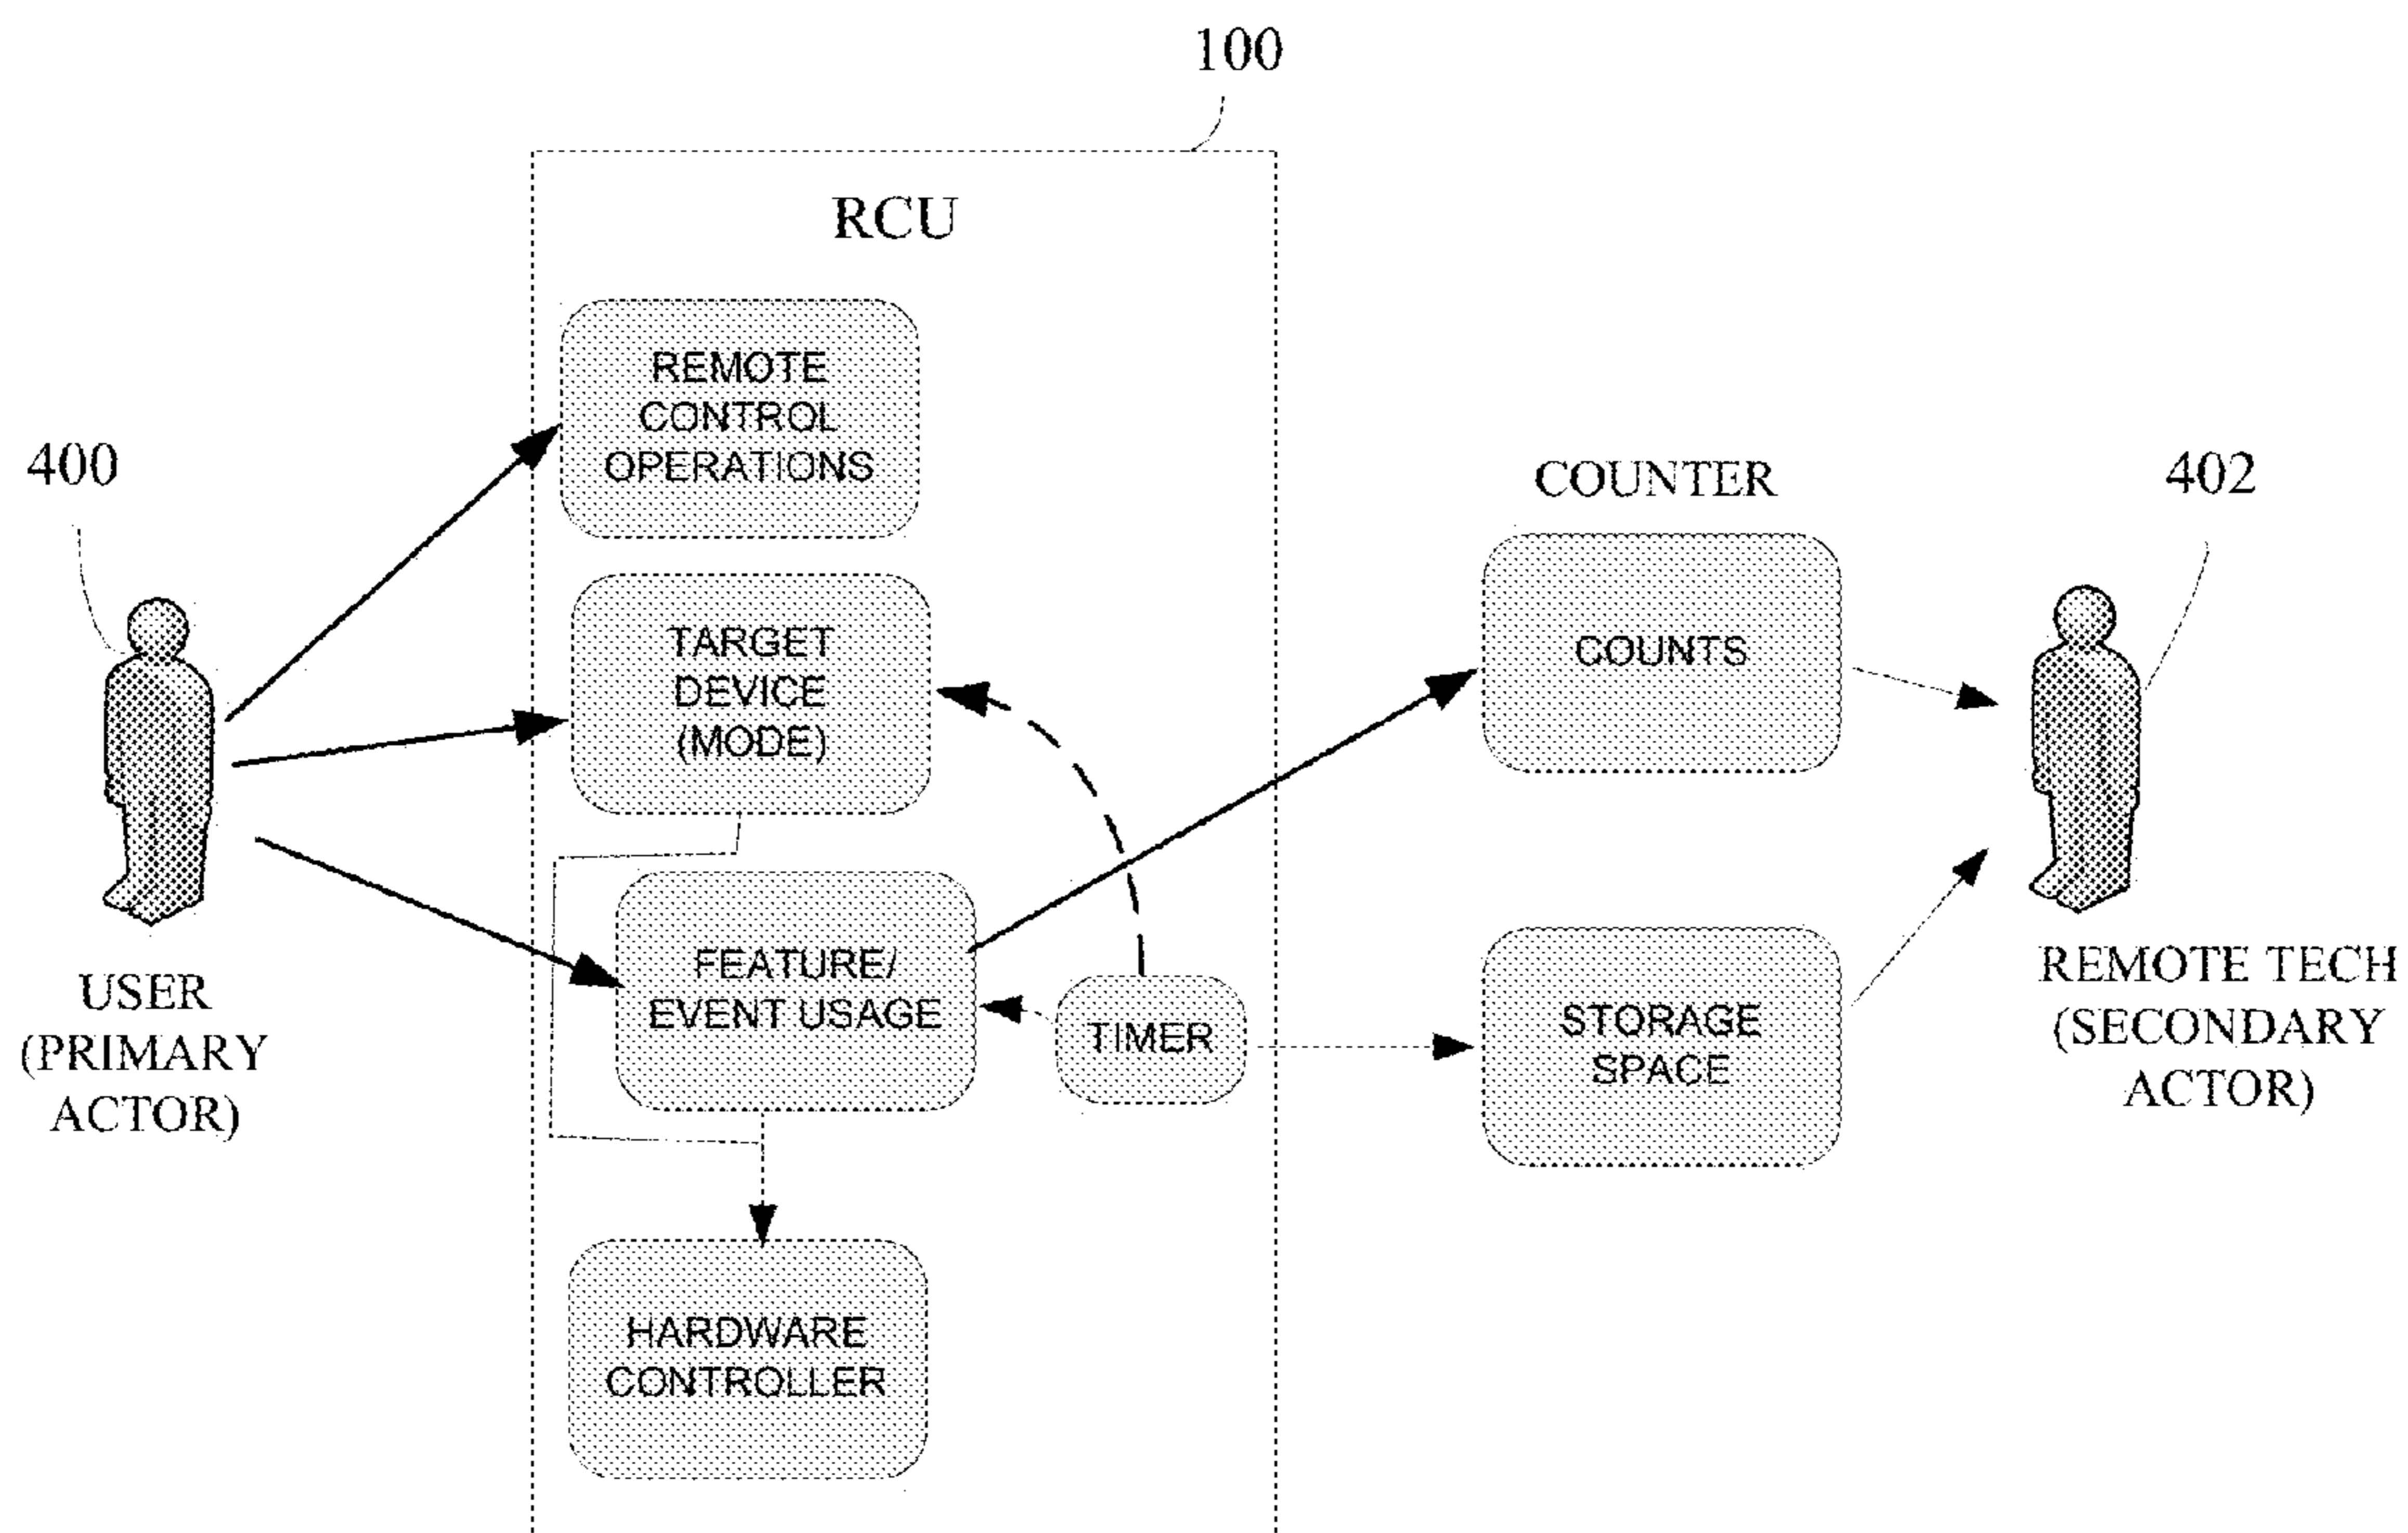 100
RCU
REMOTE
CONTROL
OPERATIONS
400
COUNTER
402
TARGET
DEVICE
(MODE)
COUNTS
FEATURE/
EVENT USAGE
TIMER
STORAGE
SPACE
USER
(PRIMARY
ACTOR)
REMOTE TECH
(SECONDARY
ACTOR)
HARDWARE
CONTROLLER